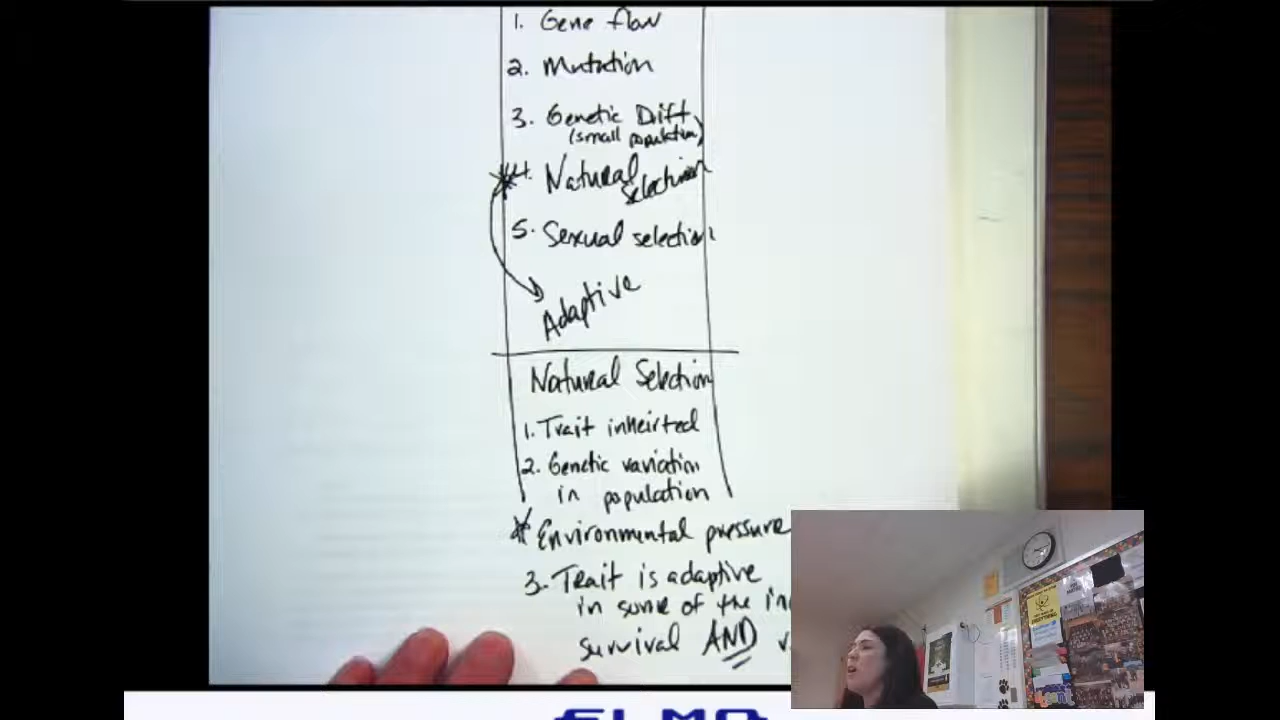 1. Gene flow
2. Mutation
3. Genetic Drift
(small population)
4. Natural
Selection
5. Sexual selection
Adaptive
Natural Selection
1. Trait inheirted
2. Genetic variation
in population
* Environmental pressure
3. Trait is adaptive
in some of the
survival AND
ELMO